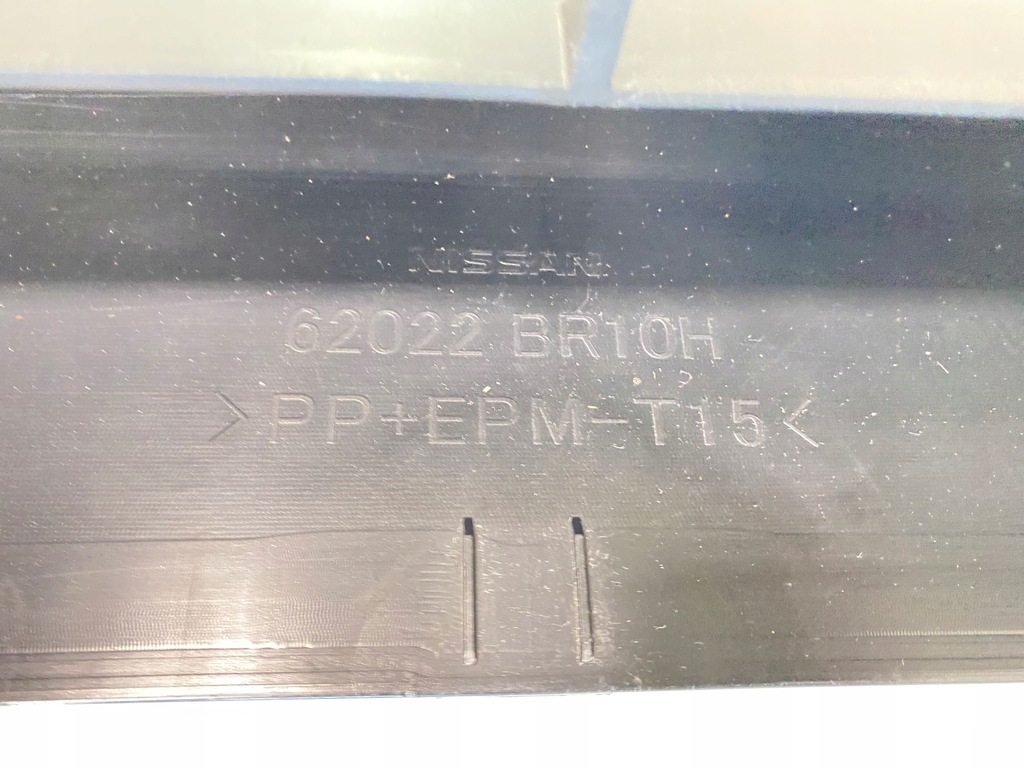 NISSAN
62022 BR10H
>PP+EPM-T15<